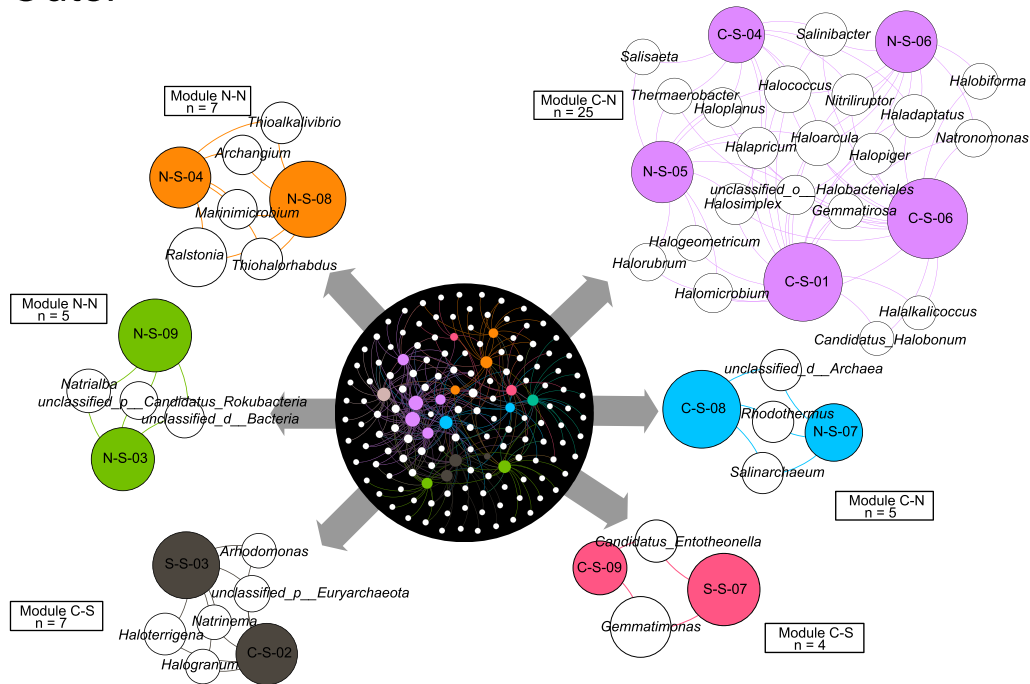 C-S-04
Salinibacter
N-S-06
Salisaeta
Halobiforma
Thermaerobacter
Halococcus
Haloplanus
Nitriliruptor
Haladaptatus
Module C-N
n = 25
Halapricum
Haloarcula
Halopiger
Natronomonas
N-S-05
unclassified_o__Halobacteriales
Halosimplex
Gemmatirosa
C-S-06
Halogeometricum
Halorubrum
Halomicrobium
C-S-01
Halalkalicoccus
Candidatus_Halobonum
Module N-N
n = 7
Thioalkalivibrio
Archangium
N-S-04
N-S-08
Marinimicrobium
Ralstonia
Thiohalorhabdus
Module N-N
n = 5
N-S-09
Natrialba
unclassified_p__Candidatus_Rokubacteria
unclassified_d__Bacteria
N-S-03
unclassified_d__Archaea
C-S-08
Rhodothermus
N-S-07
Salinarchaeum
Module C-N
n = 5
S-S-03
Arhodomonas
unclassified_p__Euryarchaeota
Module C-S
n = 7
Natrinema
Haloterrigena
Halogranum
C-S-02
Candidatus_Entotheonella
C-S-09
S-S-07
Gemmatimonas
Module C-S
n = 4